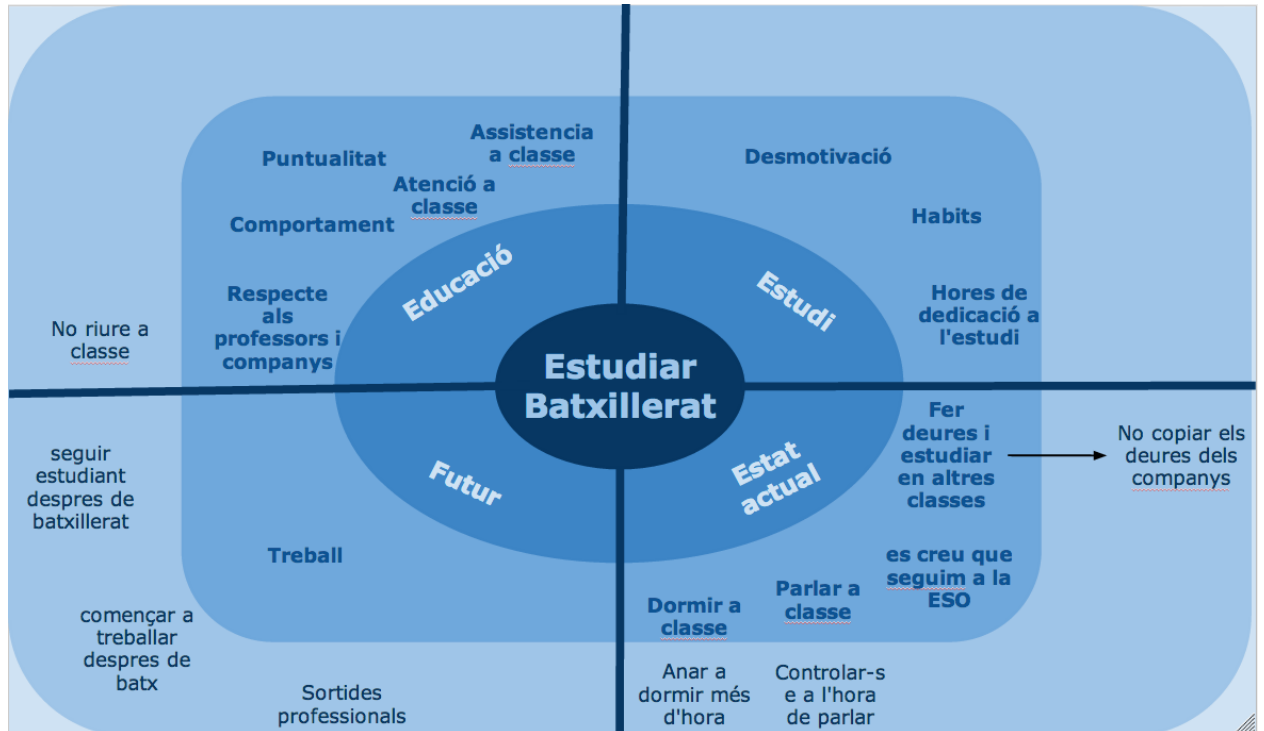 Estudiar
Batxillerat
Educació
Assistencia
a classe
Puntualitat
Atenció a
classe
Comportament
Respecte
als
professors i
companys
No riure a
classe
Estudi
Desmotivació
Habits
Hores de
dedicació a
l'estudi
Futur
Treball
seguir
estudiant
despres de
batxillerat
començar a
treballar
despres de
batx
Sortides
professionals
Estat
actual
Fer
deures i
estudiar
en altres
classes
No copiar els
deures dels
companys
es creu que
seguim a la
ESO
Parlar a
classe
Dormir a
classe
Anar a
dormir més
d'hora
Controlar-s
e a l'hora
de parlar